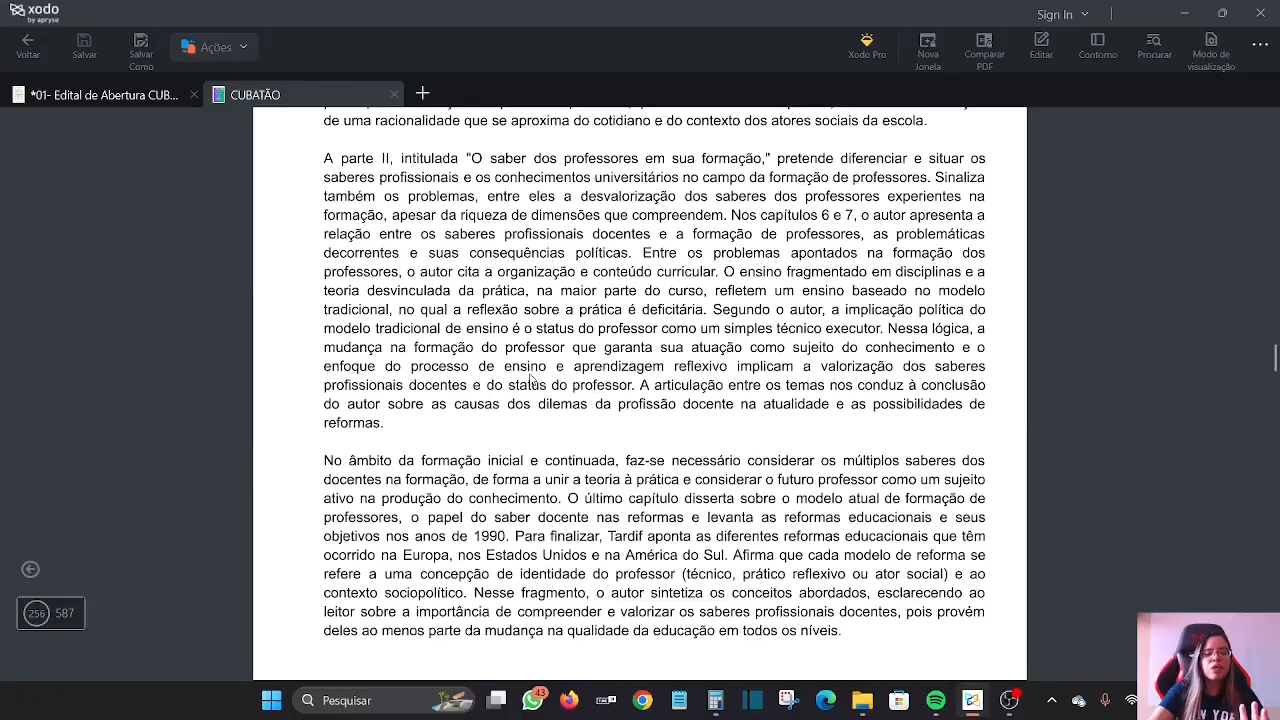 xodo
by apryse
Sign In
Voltar
Salvar
Salvar
Como
Ações
Xodo Pro
Nova
Janela
Comparar
PDF
Editar
Contorno
Procurar
Modo de
visualização
*01- Edital de Abertura CUB...
CUBATÃO
de uma racionalidade que se aproxima do cotidiano e do contexto dos atores sociais da escola.
A parte II, intitulada "O saber dos professores em sua formação," pretende diferenciar e situar os
saberes profissionais e os conhecimentos universitários no campo da formação de professores. Sinaliza
também os problemas, entre eles a desvalorização dos saberes dos professores experientes na
formação, apesar da riqueza de dimensões que compreendem. Nos capítulos 6 e 7, o autor apresenta a
relação entre os saberes profissionais docentes e a formação de professores, as problemáticas
decorrentes e suas consequências políticas. Entre os problemas apontados na formação dos
professores, o autor cita a organização e conteúdo curricular. O ensino fragmentado em disciplinas e a
teoria desvinculada da prática, na maior parte do curso, refletem um ensino baseado no modelo
tradicional, no qual a reflexão sobre a prática é deficitária. Segundo o autor, a implicação política do
modelo tradicional de ensino é o status do professor como um simples técnico executor. Nessa lógica, a
mudança na formação do professor que garanta sua atuação como sujeito do conhecimento e o
enfoque do processo de ensino e aprendizagem reflexivo implicam a valorização dos saberes
profissionais docentes e do status do professor. A articulação entre os temas nos conduz à conclusão
do autor sobre as causas dos dilemas da profissão docente na atualidade e as possibilidades de
reformas.
No âmbito da formação inicial e continuada, faz-se necessário considerar os múltiplos saberes dos
docentes na formação, de forma a unir a teoria à prática e considerar o futuro professor como um sujeito
ativo na produção do conhecimento. O último capítulo disserta sobre o modelo atual de formação de
professores, o papel do saber docente nas reformas e levanta as reformas educacionais e seus
objetivos nos anos de 1990. Para finalizar, Tardif aponta as diferentes reformas educacionais que têm
ocorrido na Europa, nos Estados Unidos e na América do Sul. Afirma que cada modelo de reforma se
refere a uma concepção de identidade do professor (técnico, prático reflexivo ou ator social) e ao
contexto sociopolítico. Nesse fragmento, o autor sintetiza os conceitos abordados, esclarecendo ao
leitor sobre a importância de compreender e valorizar os saberes profissionais docentes, pois provém
deles ao menos parte da mudança na qualidade da educação em todos os níveis.
256 587
Pesquisar
43